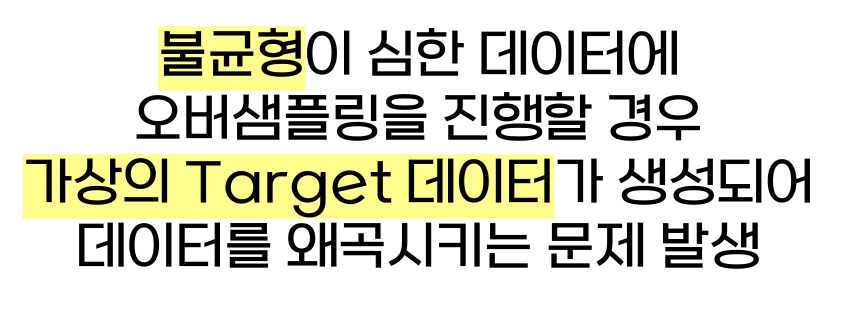 불균형이 심한 데이터에
오버샘플링을 진행할 경우
가상의 Target 데이터가 생성되어
데이터를 왜곡시키는 문제 발생